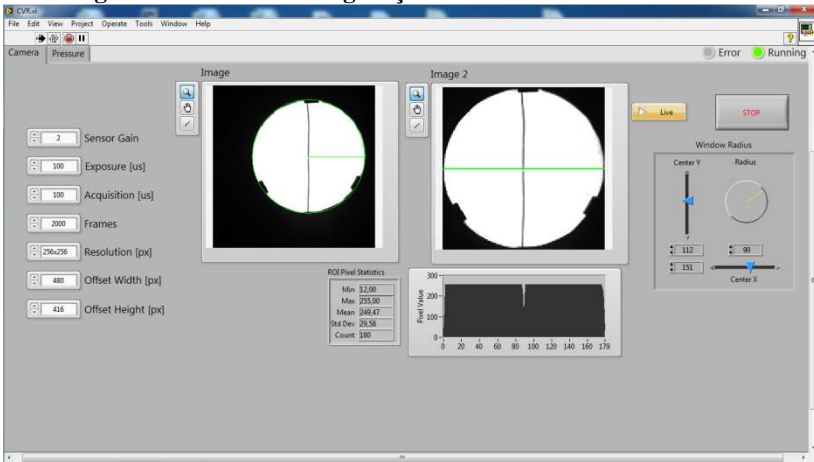 CVR.vi
File Edit View Project Operate Tools Window Help
Camera Pressure
Error Running
Image
Image 2
Live
STOP
Window Radius
Center Y Radius
112 90
151
Center X
2 Sensor Gain
100 Exposure [us]
100 Acquisition [us]
2000 Frames
256x256 Resolution [px]
480 Offset Width [px]
416 Offset Height [px]
ROI Pixel Statistics
Min 12,00
Max 255,00
Mean 249,47
Std Dev 29,58
Count 180
Pixel Value
300
200
100
0
0 20 40 60 80 100 120 140 160 179